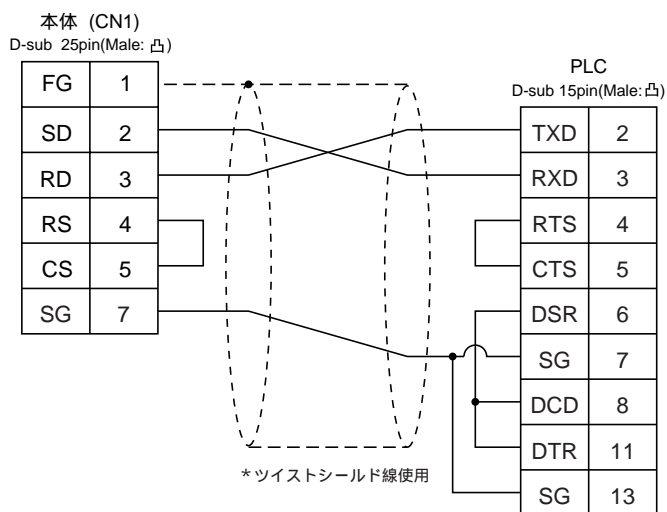 本体 (CN1)
D-sub 25pin(Male: 凸)
FG 1
SD 2
RD 3
RS 4
CS 5
SG 7
PLC
D-sub 15pin(Male:凸)
TXD 2
RXD 3
RTS 4
CTS 5
DSR 6
SG 7
DCD 8
DTR 11
SG 13
*ツイストシールド線使用